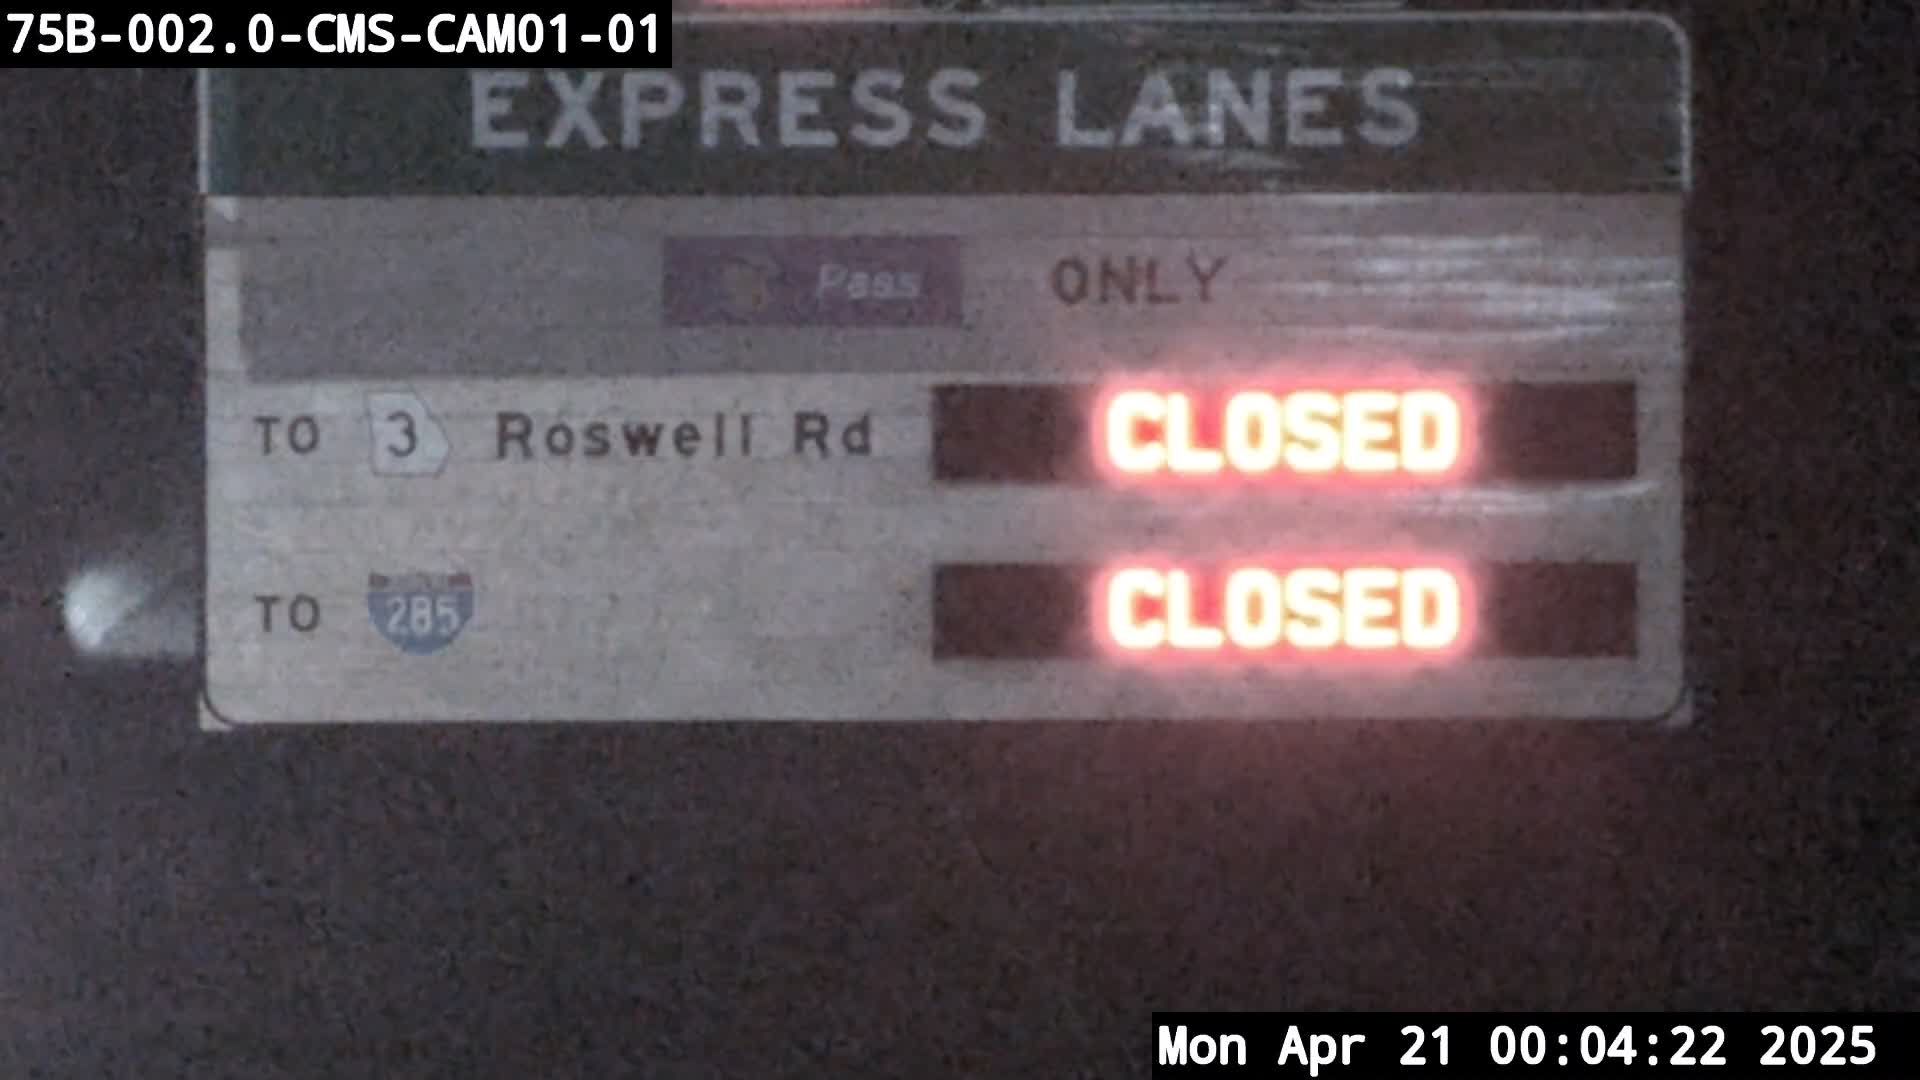 75B-002.0-CMS-CAM01-01
EXPRESS LANES
Pass ONLY
TO 3 Roswell Rd CLOSED
TO 285 CLOSED
Mon Apr 21 00:04:22 2025